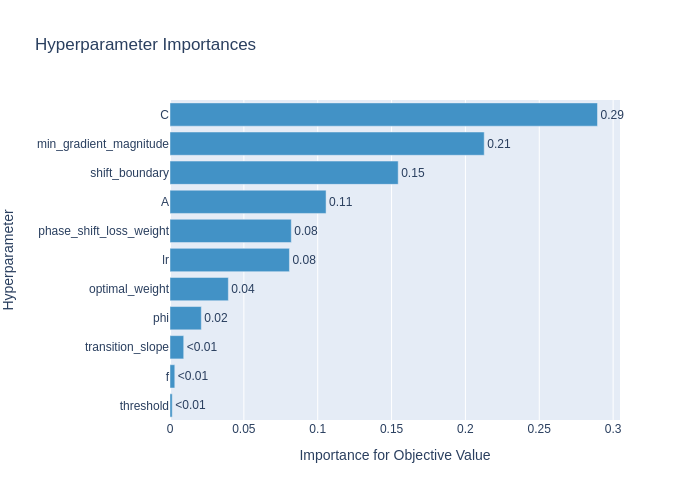 Hyperparameter Importances
C 0.29
min_gradient_magnitude 0.21
shift_boundary 0.15
A 0.11
phase_shift_loss_weight 0.08
lr 0.08
optimal_weight 0.04
phi 0.02
transition_slope <0.01
f <0.01
threshold <0.01
Hyperparameter
0 0.05 0.1 0.15 0.2 0.25 0.3
Importance for Objective Value